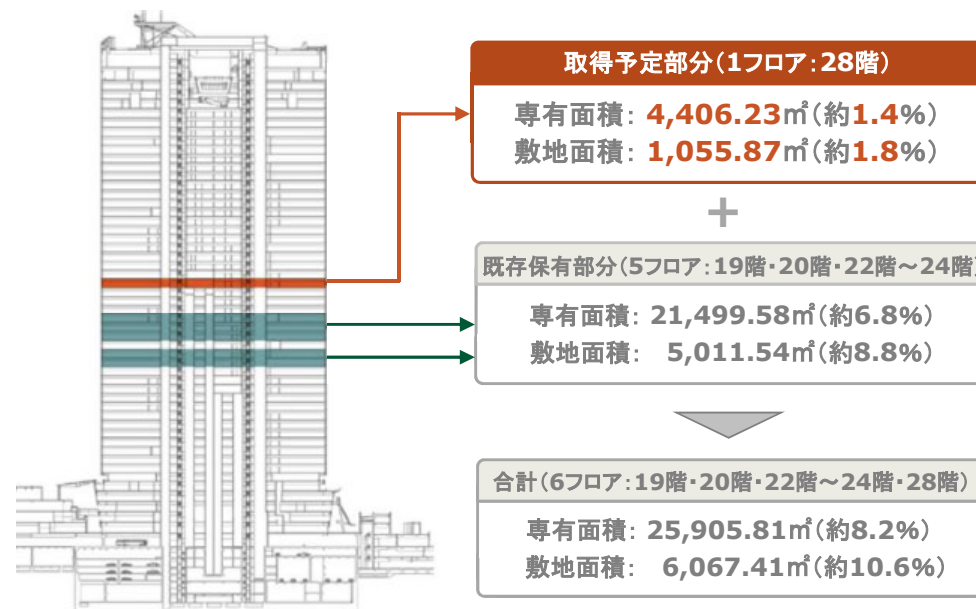 取得予定部分(1フロア:28階)
専有面積: 4,406.23㎡(約1.4%)
敷地面積: 1,055.87㎡(約1.8%)
+
既存保有部分(5フロア:19階・20階・22階～24階)
専有面積: 21,499.58㎡(約6.8%)
敷地面積: 5,011.54㎡(約8.8%)
合計(6フロア:19階・20階・22階～24階・28階)
専有面積: 25,905.81㎡(約8.2%)
敷地面積: 6,067.41㎡(約10.6%)